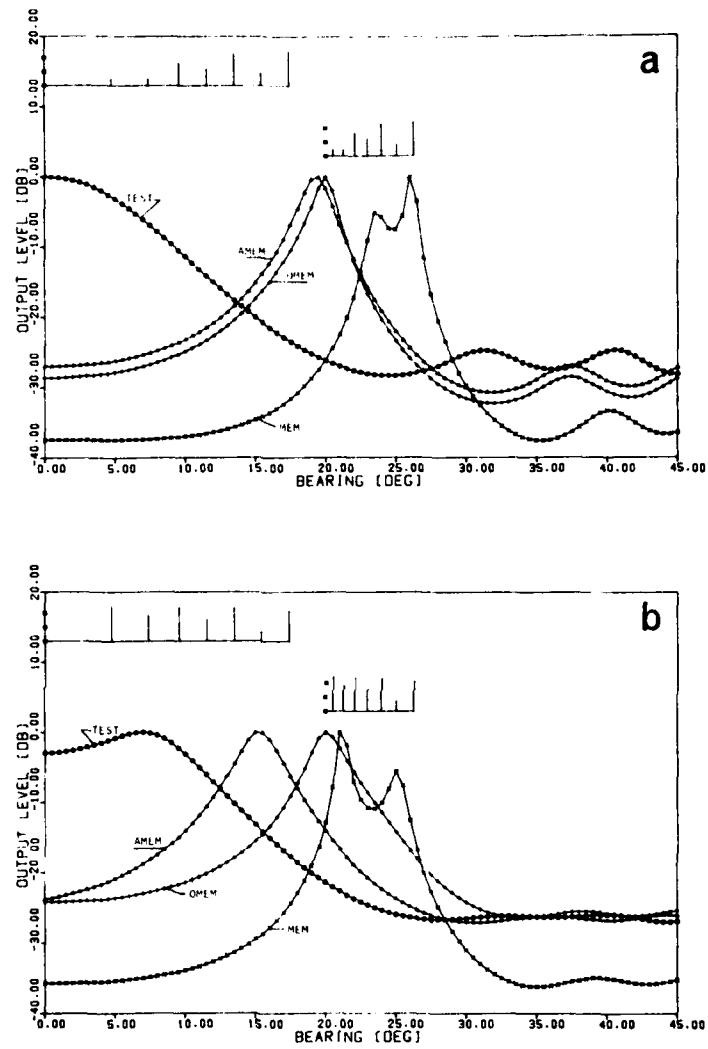 a
20.00
10.00
-0.00
-10.00
-20.00
-30.00
-40.00
OUTPUT LEVEL [DB]
TEST
AMEM
OMEM
MEM
0.00 5.00 10.00 15.00 20.00 25.00 30.00 35.00 40.00 45.00
BEARING [DEG]
b
20.00
10.00
0.00
-10.00
-20.00
-30.00
-40.00
OUTPUT LEVEL [DB]
TEST
AMEM
OMEM
MEM
0.00 5.00 10.00 15.00 20.00 25.00 30.00 35.00 40.00 45.00
BEARING [DEG]